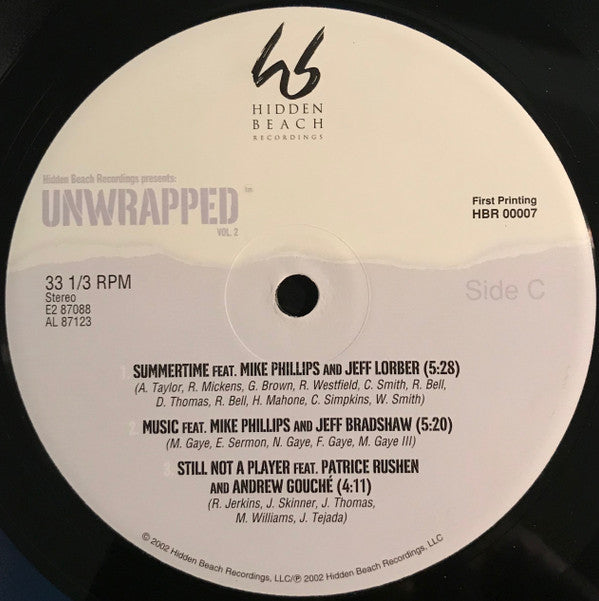 hb
HIDDEN
BEACH
RECORDINGS
Hidden Beach Recordings presents:
UNWRAPPED™
VOL. 2
First Printing
HBR 00007
33 1/3 RPM
Stereo
E2 87088
AL 87123
Side C
1 SUMMERTIME FEAT. MIKE PHILLIPS AND JEFF LORBER (5:28)
(A. Taylor, R. Mickens, G. Brown, R. Westfield, C. Smith, R. Bell,
D. Thomas, R. Bell, H. Mahone, C. Simpkins, W. Smith)
2 MUSIC FEAT. MIKE PHILLIPS AND JEFF BRADSHAW (5:20)
(M. Gaye, E. Sermon, N. Gaye, F. Gaye, M. Gaye III)
3 STILL NOT A PLAYER FEAT. PATRICE RUSHEN
AND ANDREW GOUCHÉ (4:11)
(R. Jerkins, J. Skinner, J. Thomas,
M. Williams, J. Tejada)
© 2002 Hidden Beach Recordings, LLC/℗ 2002 Hidden Beach Recordings, LLC